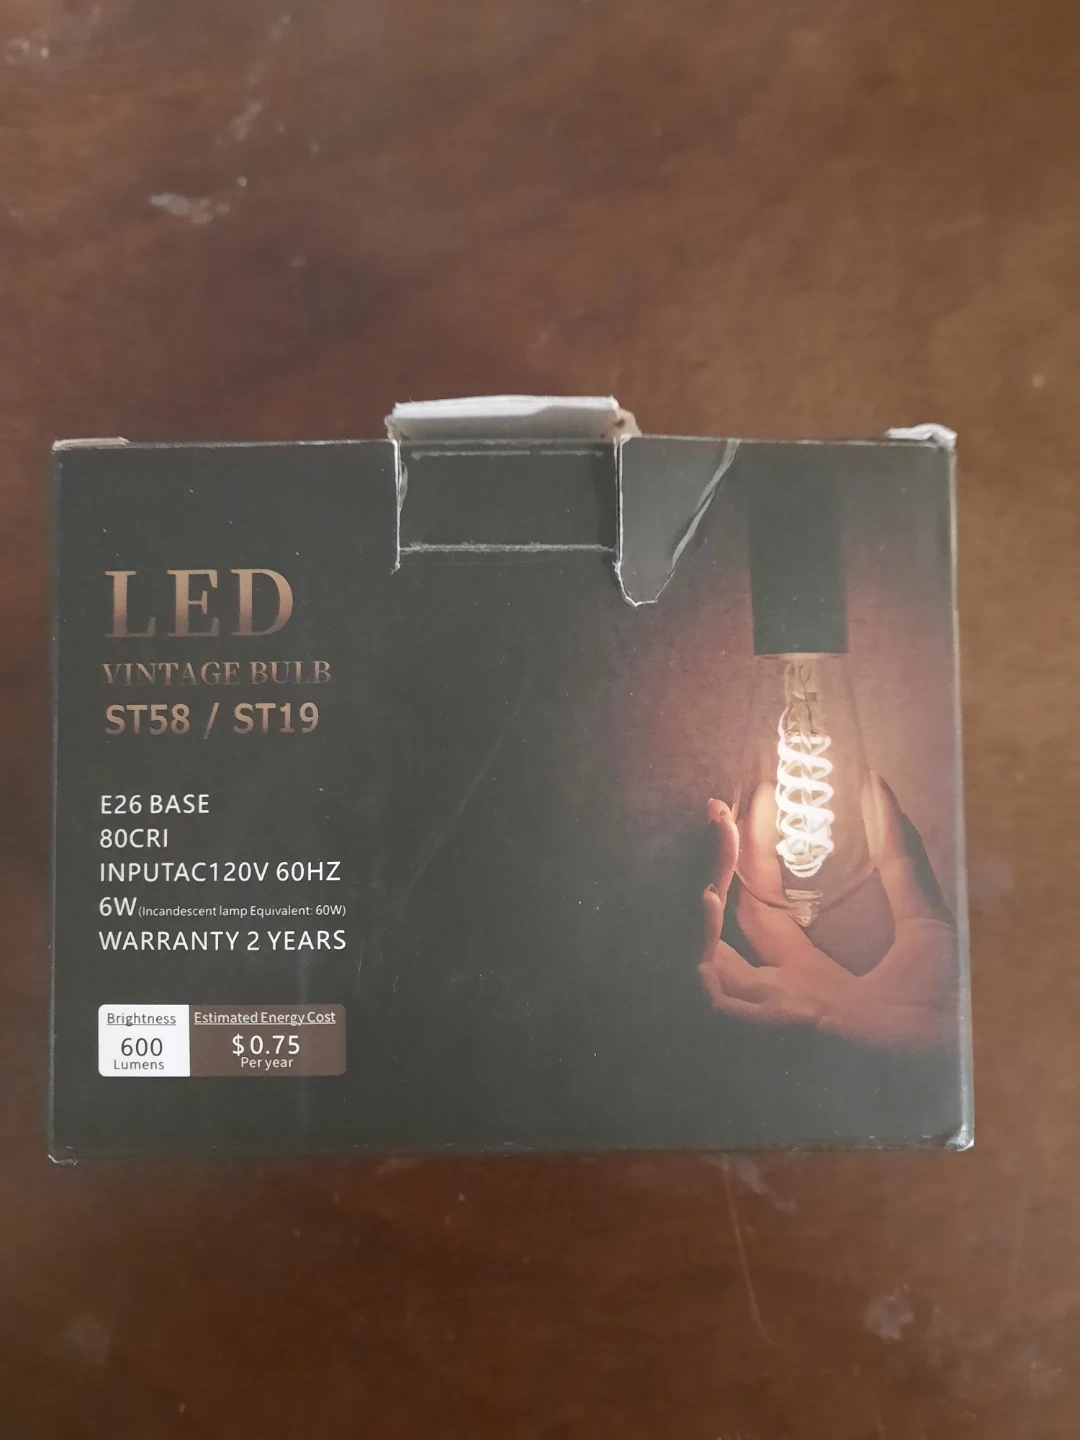 LED
VINTAGE BULB
ST58 / ST19
E26 BASE
80CRI
INPUTAC120V 60HZ
6W(Incandescent lamp Equivalent: 60W)
WARRANTY 2 YEARS
Brightness
600
Lumens
Estimated Energy Cost
$0.75
Per year